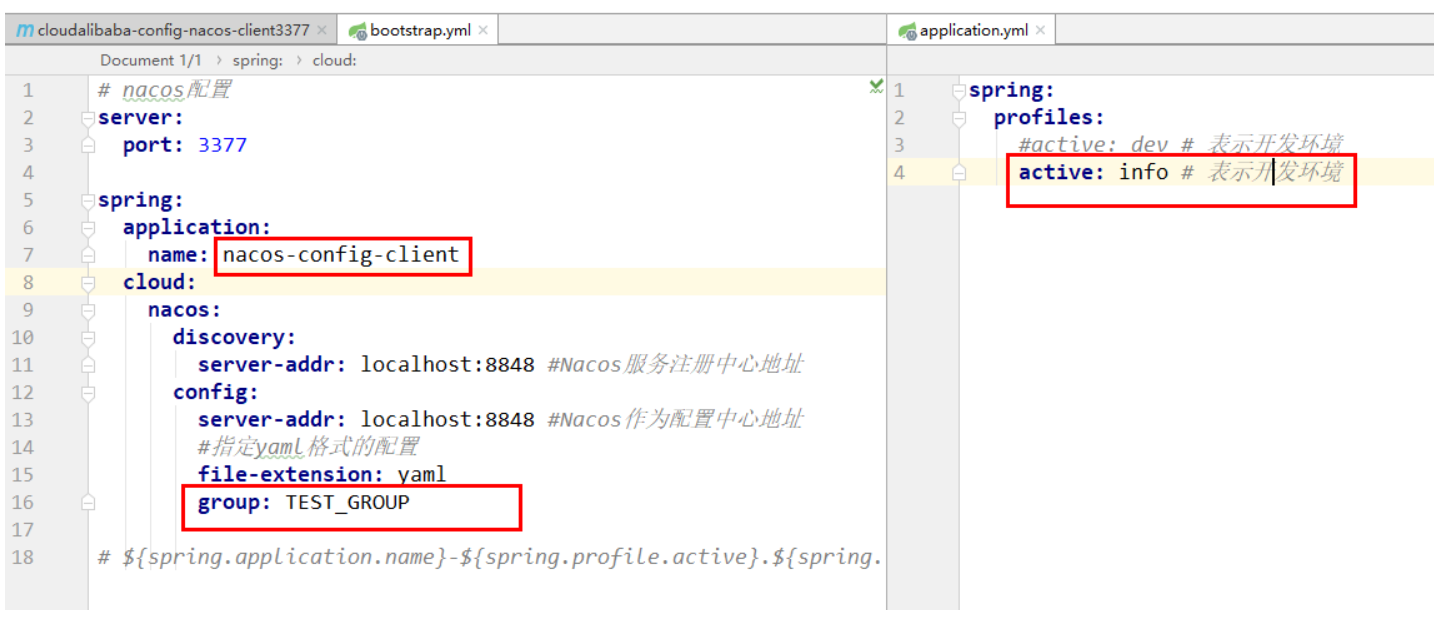 m cloudalibaba-config-nacos-client3377 × bootstrap.yml ×
Document 1/1 › spring: › cloud:
1 # nacos配置
2 server:
3 port: 3377
4
5 spring:
6 application:
7 name: nacos-config-client
8 cloud:
9 nacos:
10 discovery:
11 server-addr: localhost:8848 #Nacos服务注册中心地址
12 config:
13 server-addr: localhost:8848 #Nacos作为配置中心地址
14 #指定yaml格式的配置
15 file-extension: yaml
16 group: TEST_GROUP
17
18 # ${spring.application.name}-${spring.profile.active}.${spring.
application.yml ×
1 spring:
2 profiles:
3 #active: dev # 表示开发环境
4 active: info # 表示开发环境